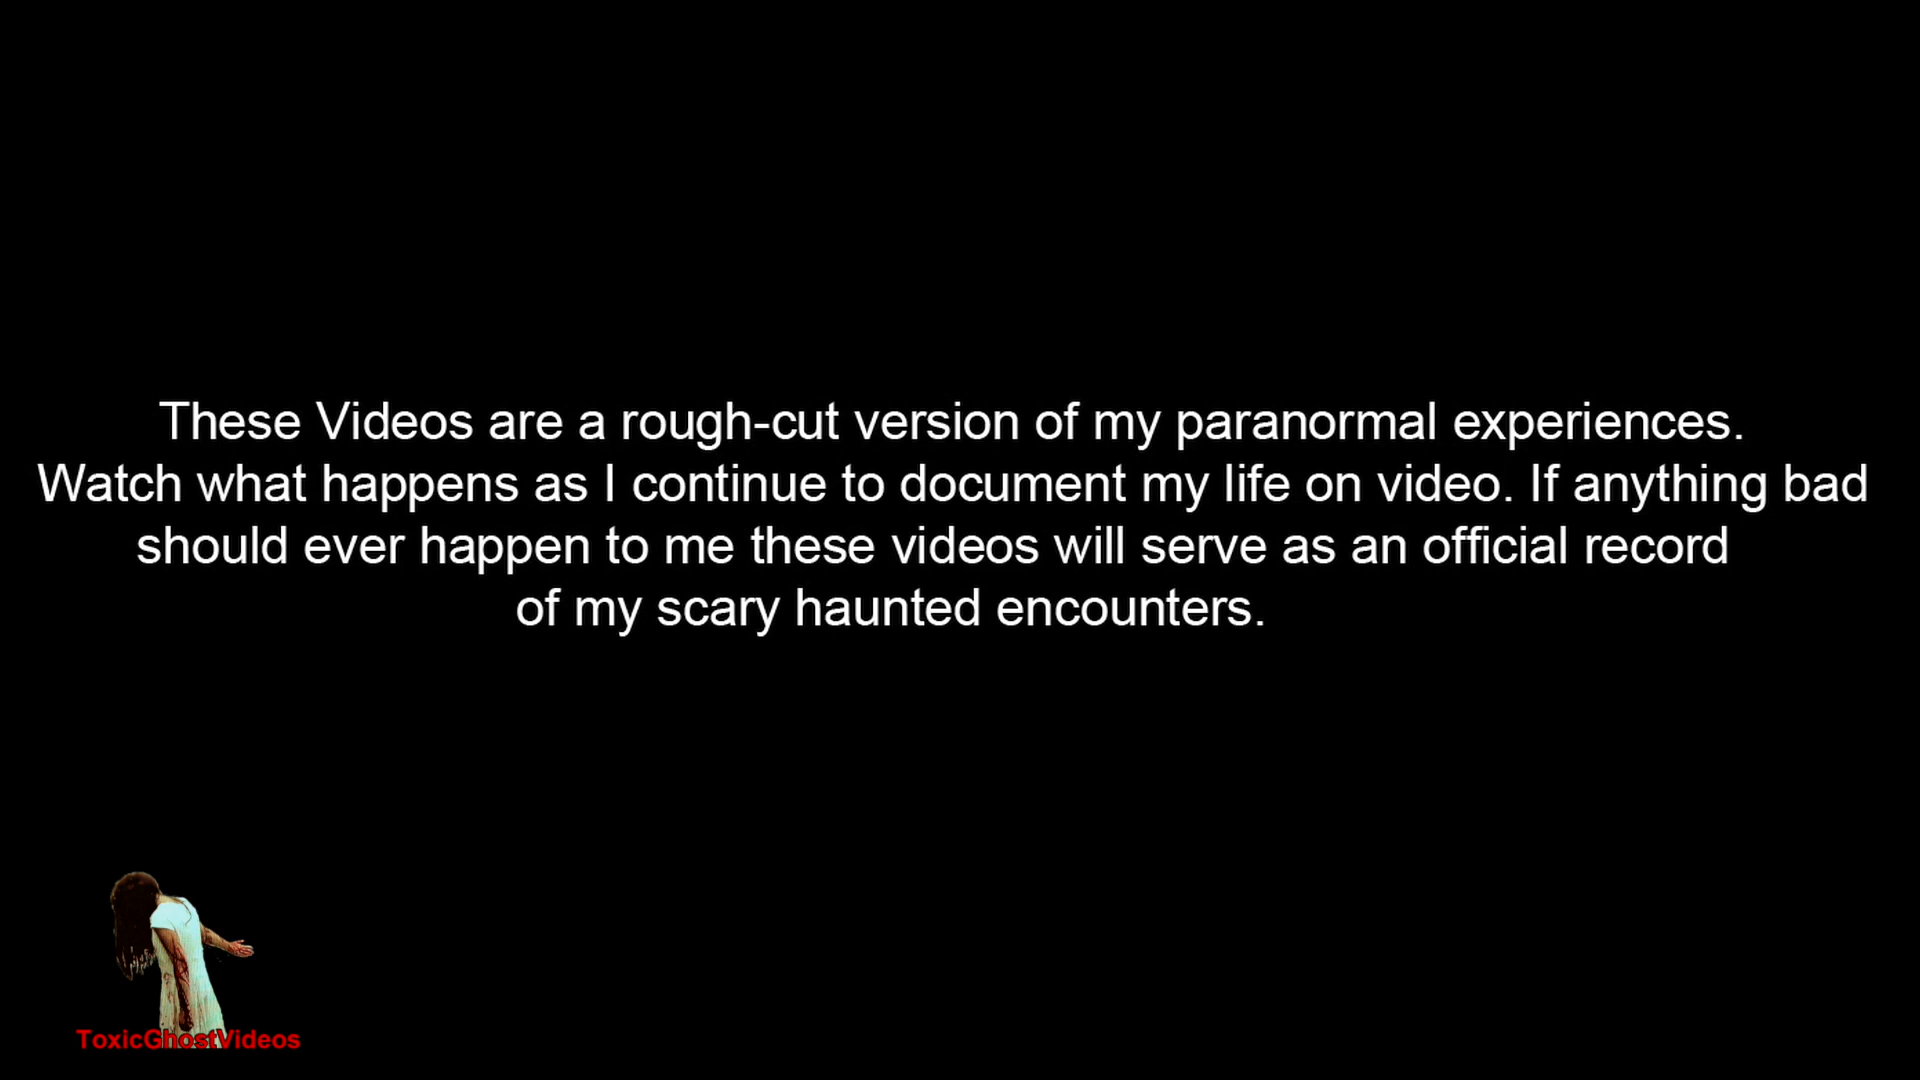 These Videos are a rough-cut version of my paranormal experiences.
Watch what happens as I continue to document my life on video. If anything bad
should ever happen to me these videos will serve as an official record
of my scary haunted encounters.
ToxicGhostVideos